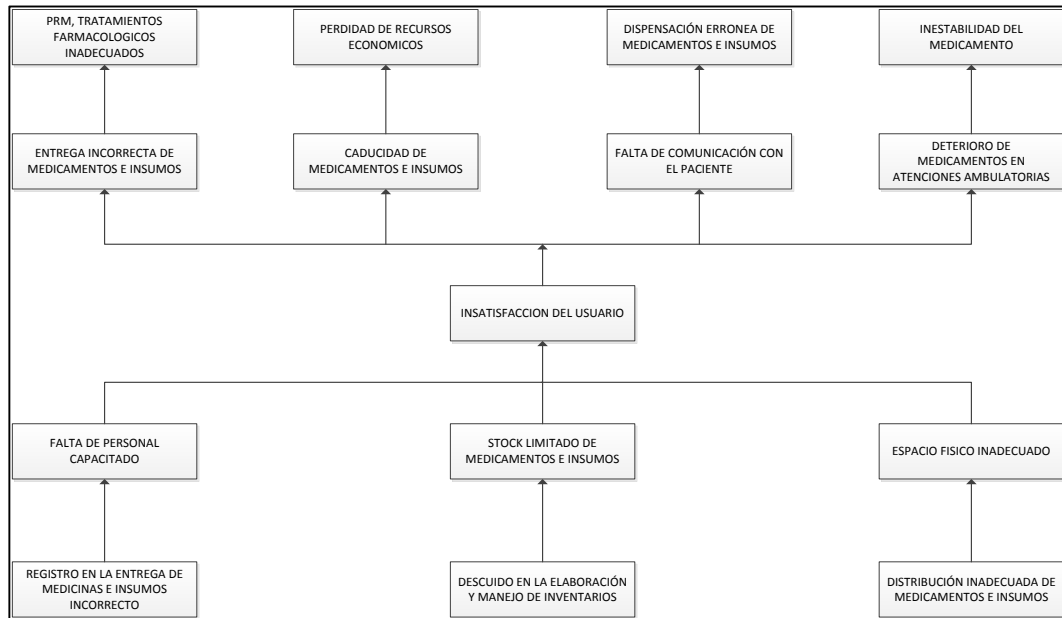 PRM, TRATAMIENTOS
FARMACOLOGICOS
INADECUADOS
PERDIDAD DE RECURSOS
ECONOMICOS
DISPENSACIÓN ERRONEA DE
MEDICAMENTOS E INSUMOS
INESTABILIDAD DEL
MEDICAMENTO
ENTREGA INCORRECTA DE
MEDICAMENTOS E INSUMOS
CADUCIDAD DE
MEDICAMENTOS E INSUMOS
FALTA DE COMUNICACIÓN CON
EL PACIENTE
DETERIORO DE
MEDICAMENTOS EN
ATENCIONES AMBULATORIAS
INSATISFACCION DEL USUARIO
FALTA DE PERSONAL
CAPACITADO
STOCK LIMITADO DE
MEDICAMENTOS E INSUMOS
ESPACIO FISICO INADECUADO
REGISTRO EN LA ENTREGA DE
MEDICINAS E INSUMOS
INCORRECTO
DESCUIDO EN LA ELABORACIÓN
Y MANEJO DE INVENTARIOS
DISTRIBUCIÓN INADECUADA DE
MEDICAMENTOS E INSUMOS